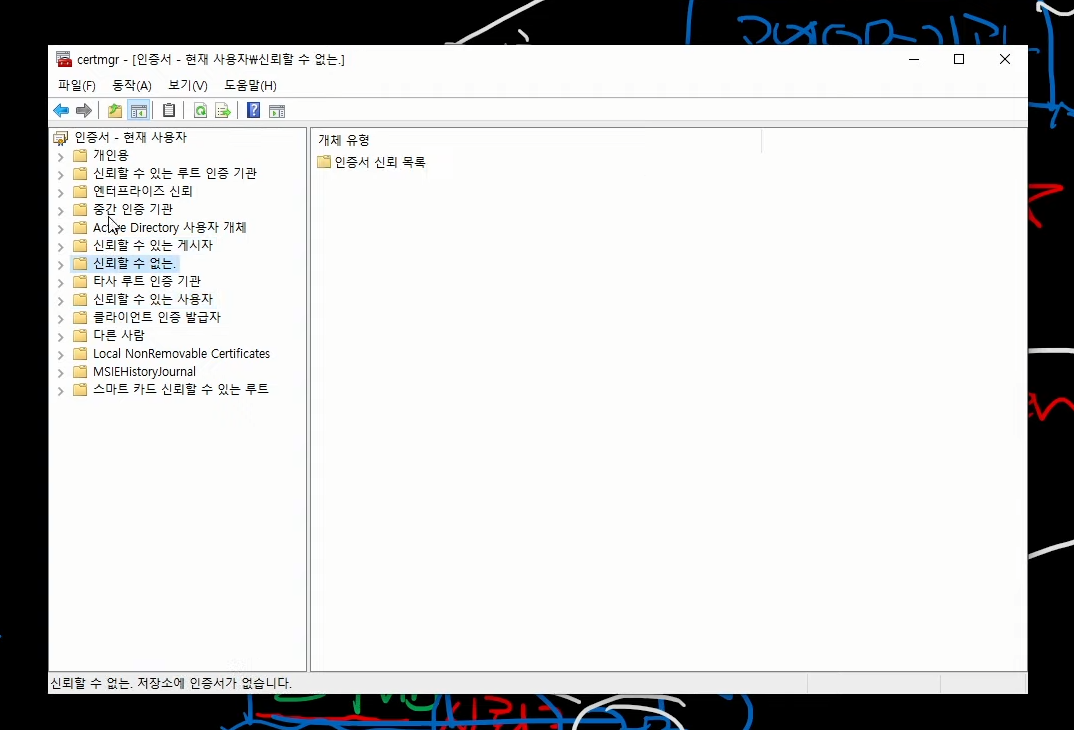 certmgr - [인증서 - 현재 사용자₩신뢰할 수 없는.]
파일(F) 동작(A) 보기(V) 도움말(H)
인증서 - 현재 사용자
개인용
신뢰할 수 있는 루트 인증 기관
엔터프라이즈 신뢰
중간 인증 기관
Active Directory 사용자 개체
신뢰할 수 있는 게시자
신뢰할 수 없는.
타사 루트 인증 기관
신뢰할 수 있는 사용자
클라이언트 인증 발급자
다른 사람
Local NonRemovable Certificates
MSIEHistoryJournal
스마트 카드 신뢰할 수 있는 루트
개체 유형
인증서 신뢰 목록
신뢰할 수 없는. 저장소에 인증서가 없습니다.